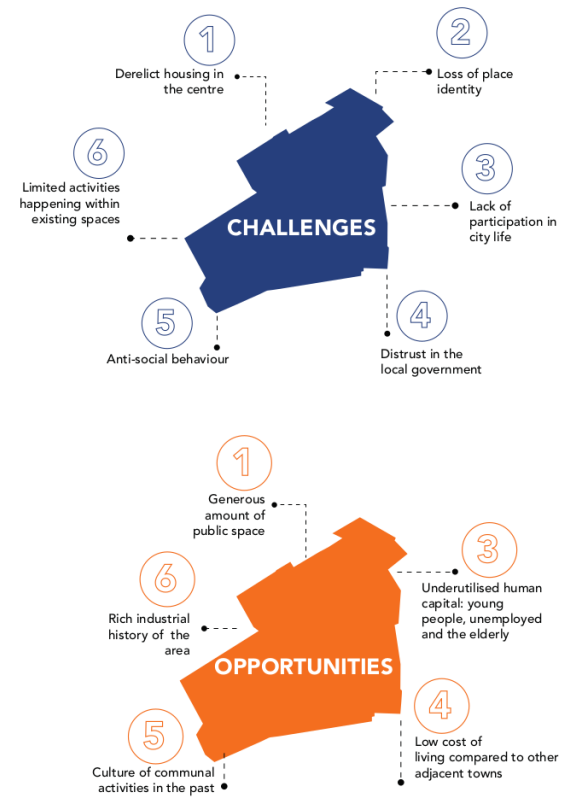 1
Derelict housing in
the centre
2
Loss of place
identity
6
Limited activities
happening within
existing spaces
3
Lack of
participation in
city life
CHALLENGES
5
Anti-social behaviour
4
Distrust in the
local government
1
Generous
amount of
public space
3
Underutilised human
capital: young
people, unemployed
and the elderly
6
Rich industrial
history of the
area
OPPORTUNITIES
5
Culture of communal
activities in the past
4
Low cost of
living compared to other
adjacent towns